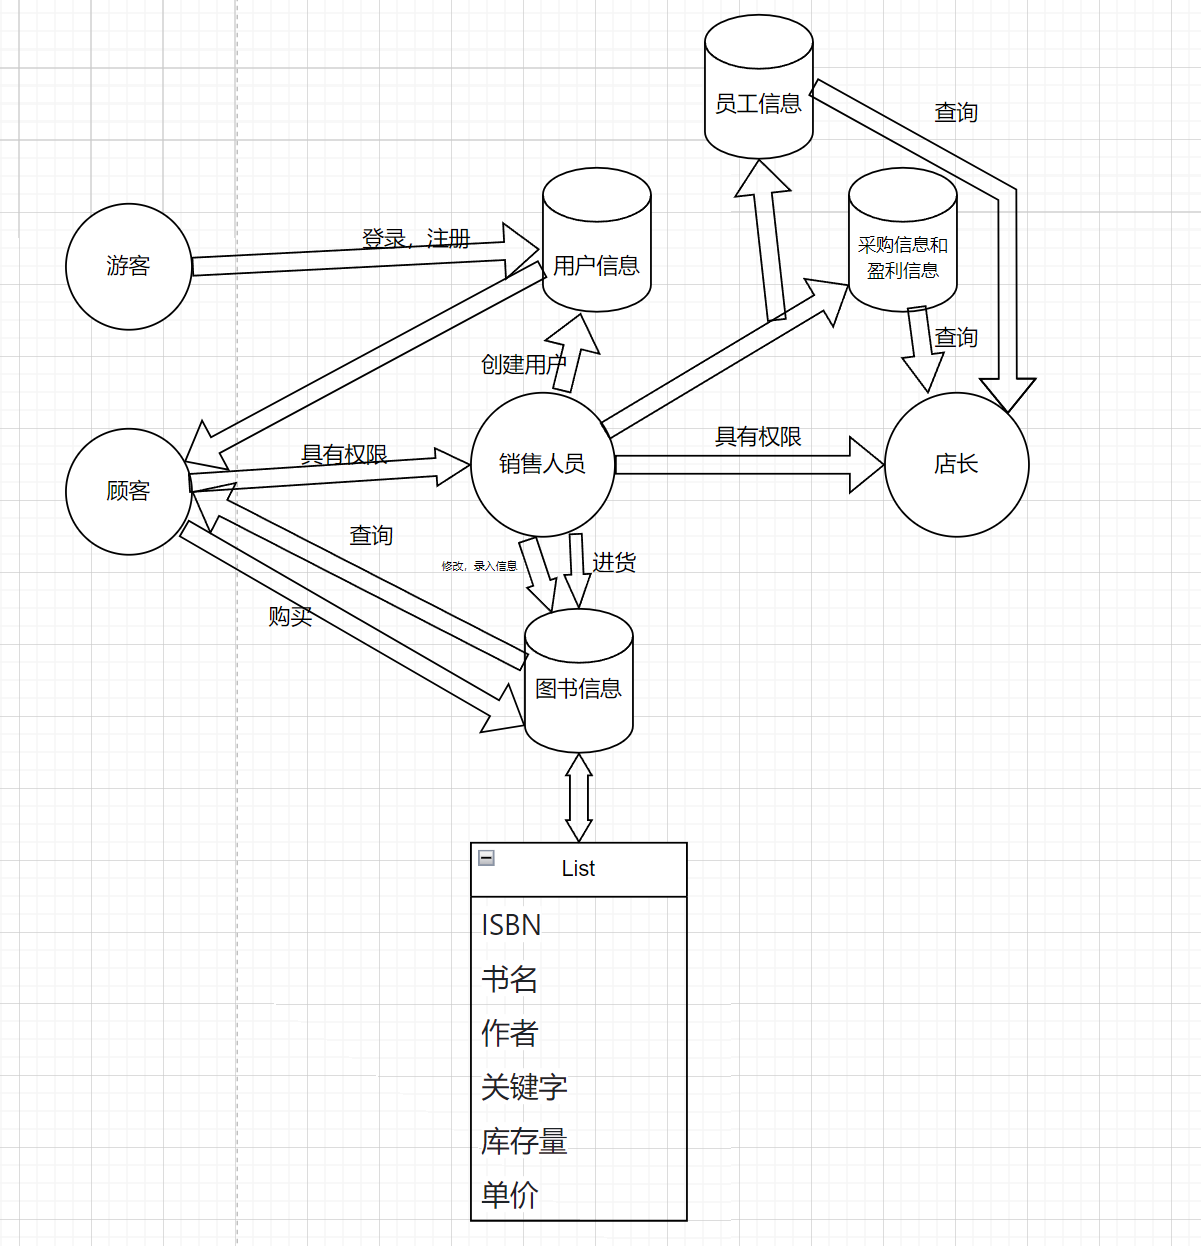 员工信息
查询
登录，注册
游客
用户信息
采购信息和
盈利信息
查询
创建用户
具有权限
具有权限
销售人员
店长
顾客
查询
修改，录入信息
进货
购买
图书信息
List
ISBN
书名
作者
关键字
库存量
单价